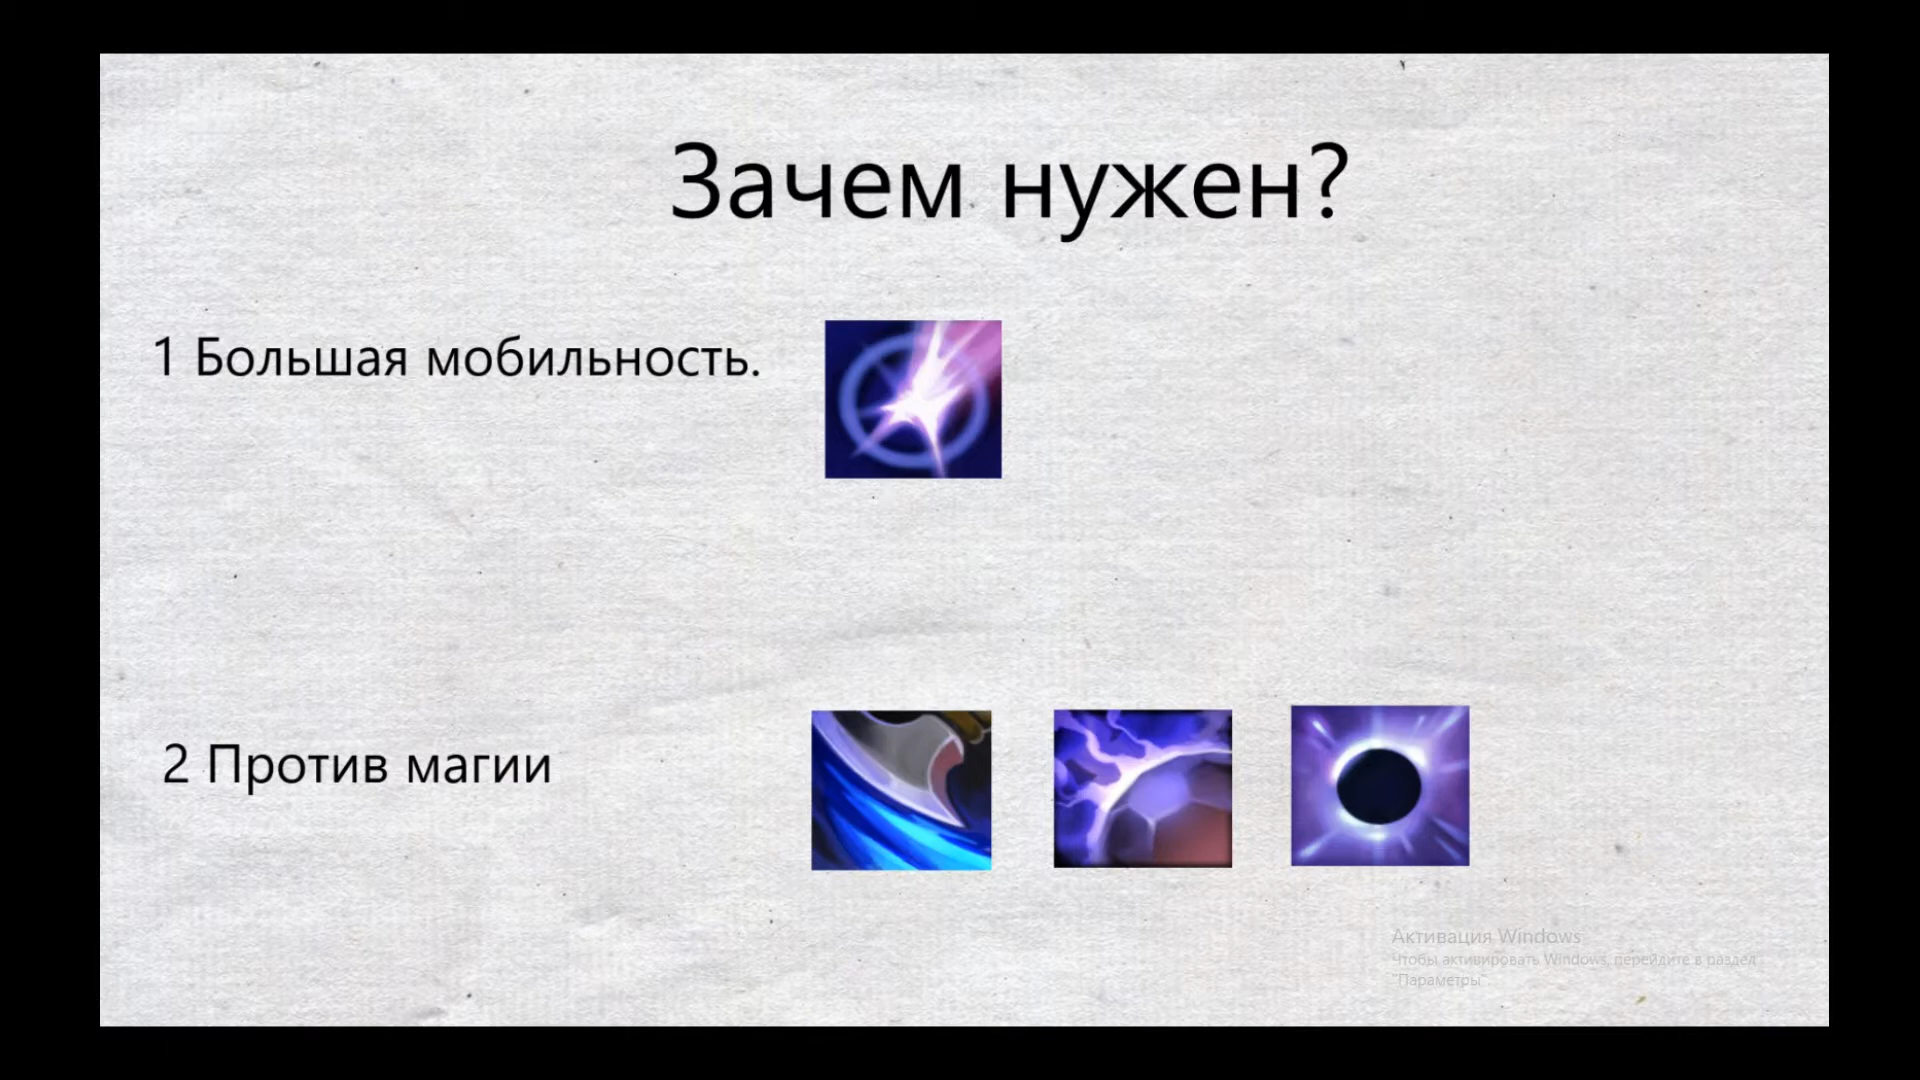 Зачем нужен?
1 Большая мобильность.
2 Против магии
Активация Windows
Чтобы активировать Windows, перейдите в раздел
"Параметры".